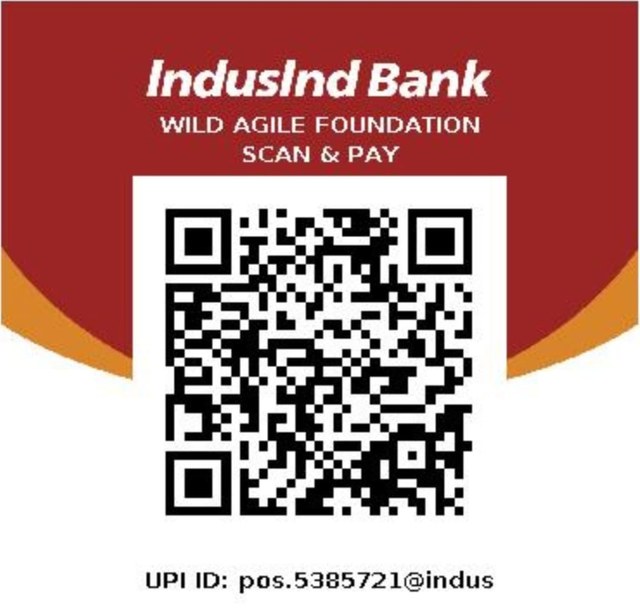 IndusInd Bank
WILD AGILE FOUNDATION
SCAN & PAY
UPI ID: pos.5385721@indus